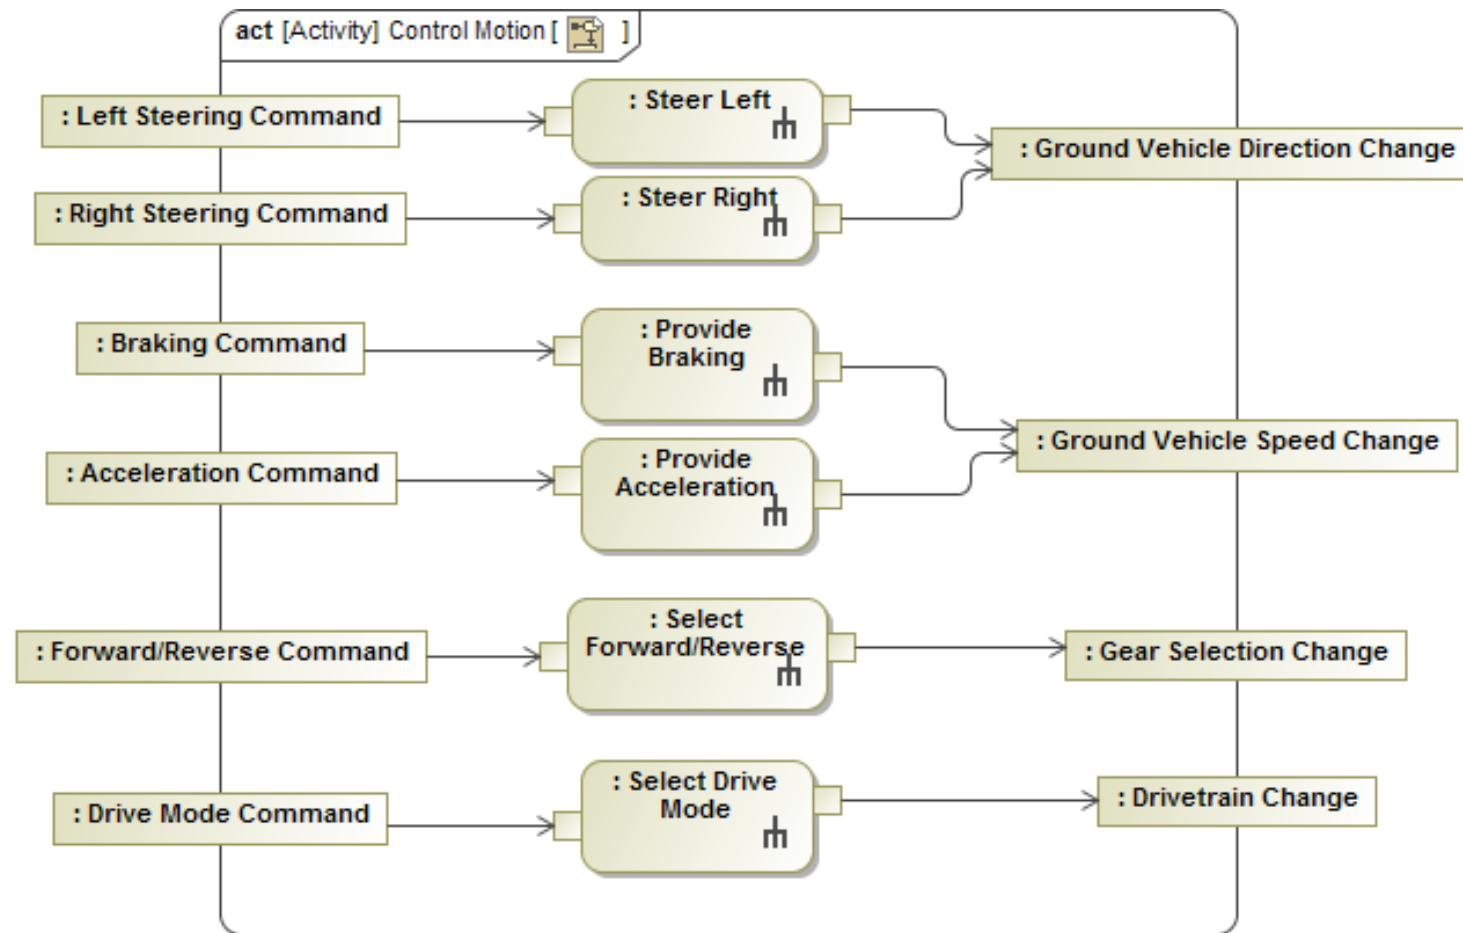 act [Activity] Control Motion [ ]
: Left Steering Command
: Steer Left
: Ground Vehicle Direction Change
: Right Steering Command
: Steer Right
: Braking Command
: Provide
Braking
: Ground Vehicle Speed Change
: Acceleration Command
: Provide
Acceleration
: Forward/Reverse Command
: Select
Forward/Reverse
: Gear Selection Change
: Drive Mode Command
: Select Drive
Mode
: Drivetrain Change